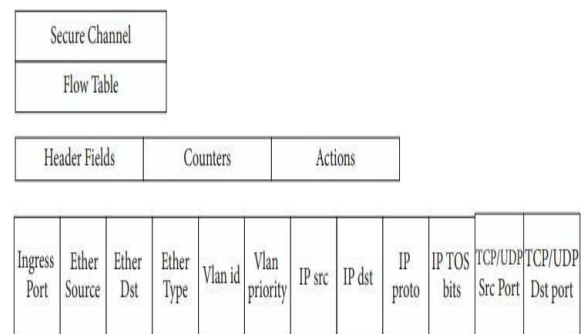 Secure Channel
Flow Table
Header Fields Counters Actions
Ingress Port
Ether Source
Ether Dst
Ether Type
Vlan id
Vlan priority
IP src
IP dst
IP proto
IP TOS bits
TCP/UDP Src Port
TCP/UDP Dst port